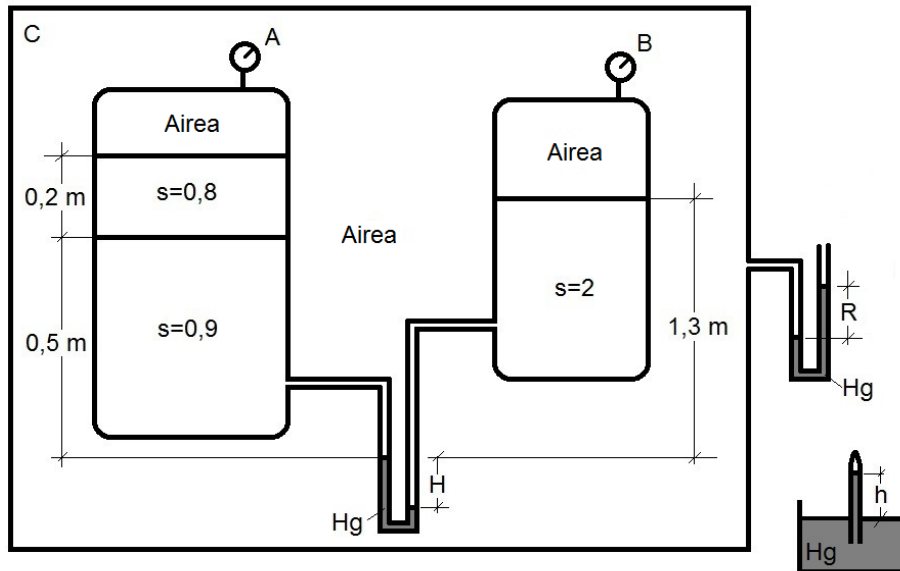 C
A
B
Airea
Airea
0,2 m
s=0,8
Airea
s=0,9
s=2
0,5 m
1,3 m
R
Hg
H
Hg
h
Hg